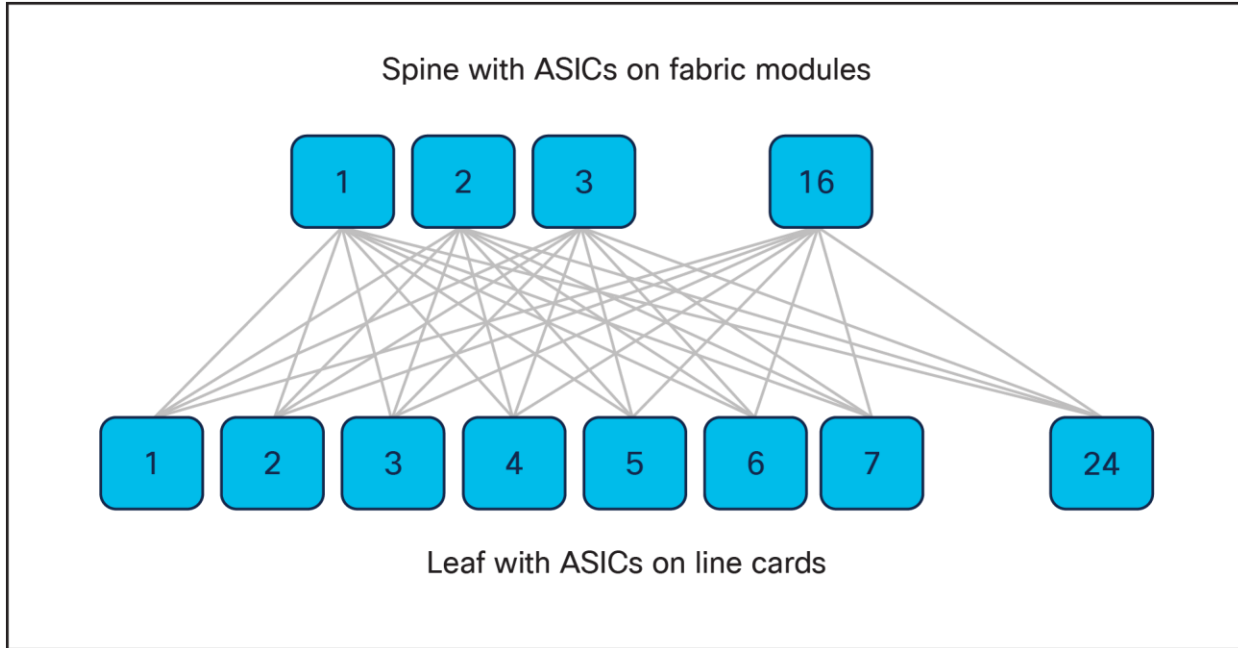 Spine with ASICs on fabric modules
1 2 3 16
1 2 3 4 5 6 7 24
Leaf with ASICs on line cards